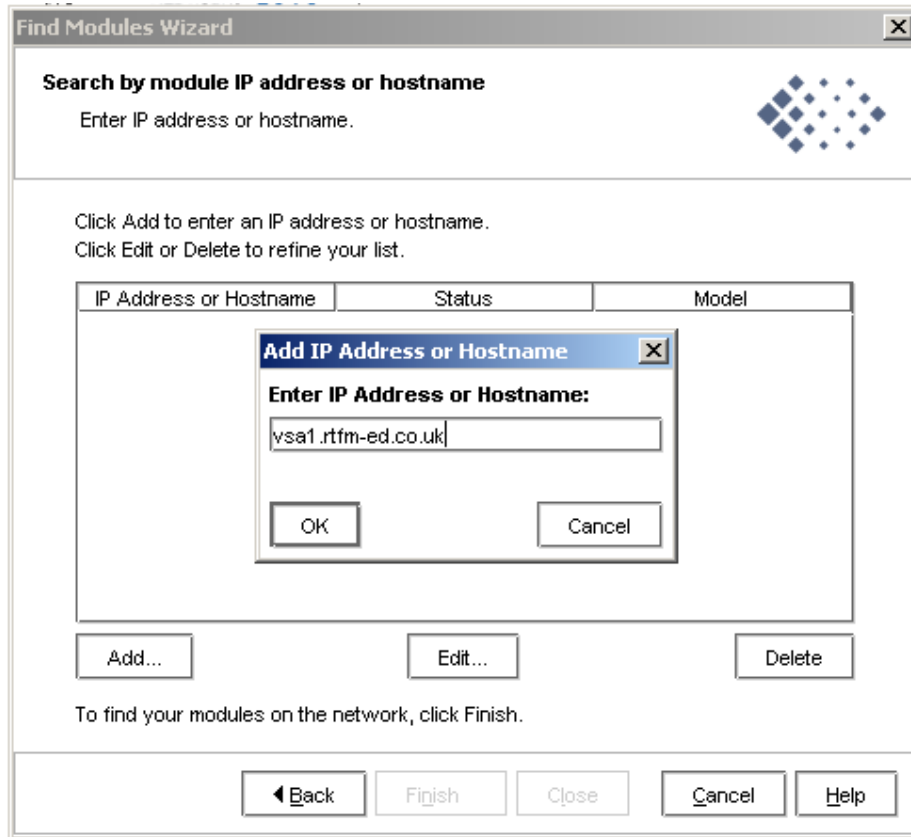 Find Modules Wizard
Search by module IP address or hostname
Enter IP address or hostname.
Click Add to enter an IP address or hostname.
Click Edit or Delete to refine your list.
IP Address or Hostname Status Model
Add IP Address or Hostname
Enter IP Address or Hostname:
vsa1.rtfm-ed.co.uk
OK Cancel
Add... Edit... Delete
To find your modules on the network, click Finish.
Back Finish Close Cancel Help